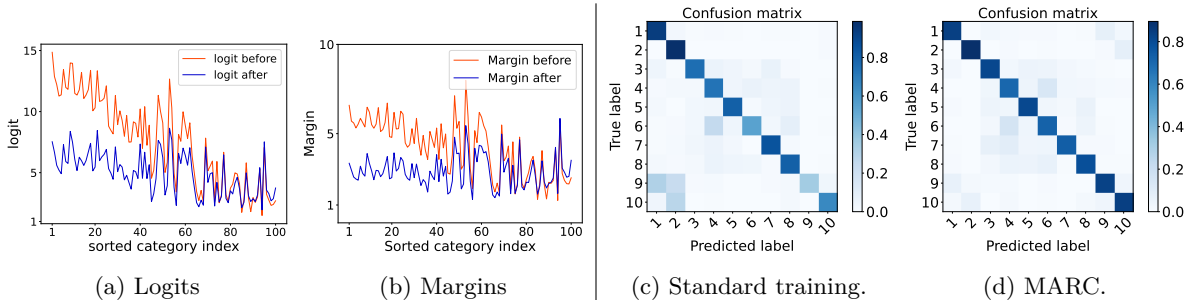 15
10
5
1
logit
logit before
logit after
1 20 40 60 80 100
sorted category index
(a) Logits
10
5
1
Margin
Margin before
Margin after
1 20 40 60 80 100
Sorted category index
(b) Margins
Confusion matrix
True label
1
2
3
4
5
6
7
8
9
10
1 2 3 4 5 6 7 8 9 10
Predicted label
0.8
0.6
0.4
0.2
0.0
(c) Standard training.
Confusion matrix
True label
1
2
3
4
5
6
7
8
9
10
1 2 3 4 5 6 7 8 9 10
Predicted label
0.8
0.6
0.4
0.2
0.0
(d) MARC.